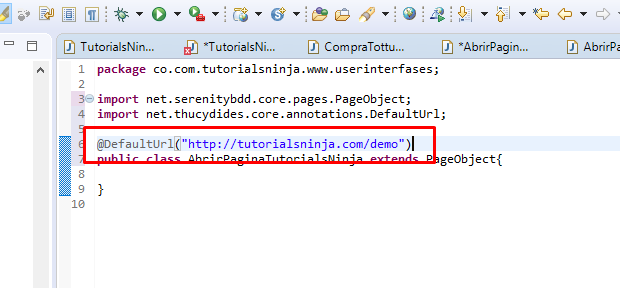 TutorialsNin...
*TutorialsNi...
CompraTottu...
*AbrirPagin...
AbrirPa
1 package co.com.tutorialsninja.www.userinterfases;
2
3 import net.serenitybdd.core.pages.PageObject;
4 import net.thucydides.core.annotations.DefaultUrl;
5
6 @DefaultUrl("http://tutorialsninja.com/demo")
7 public class AbrirPaginaTutorialsNinja extends PageObject{
8
9 }
10